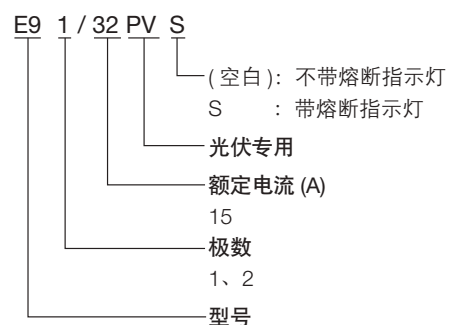 E9 1 / 32 PV S
(空白)：不带熔断指示灯
S ：带熔断指示灯
光伏专用
额定电流 (A)
15
极数
1、2
型号